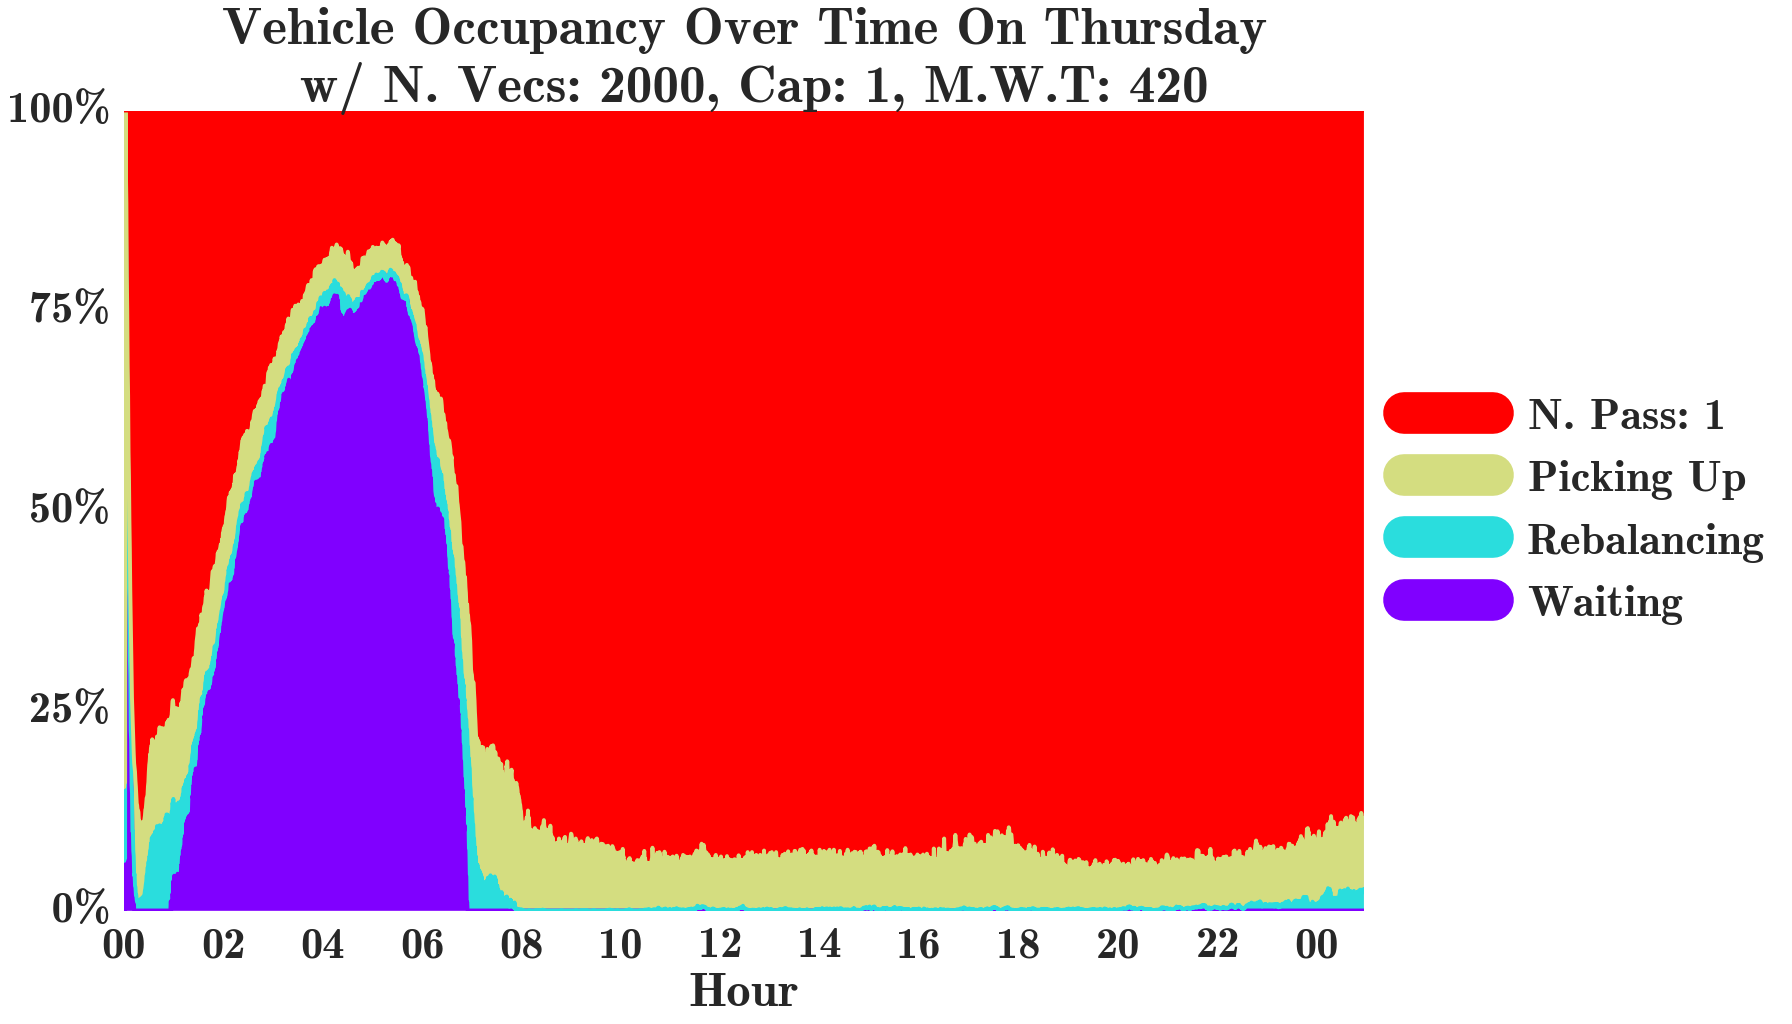 Vehicle Occupancy Over Time On Thursday
w/ N. Vecs: 2000, Cap: 1, M.W.T: 420
100%
75%
50%
25%
0%
00 02 04 06 08 10 12 14 16 18 20 22 00
Hour
N. Pass: 1
Picking Up
Rebalancing
Waiting